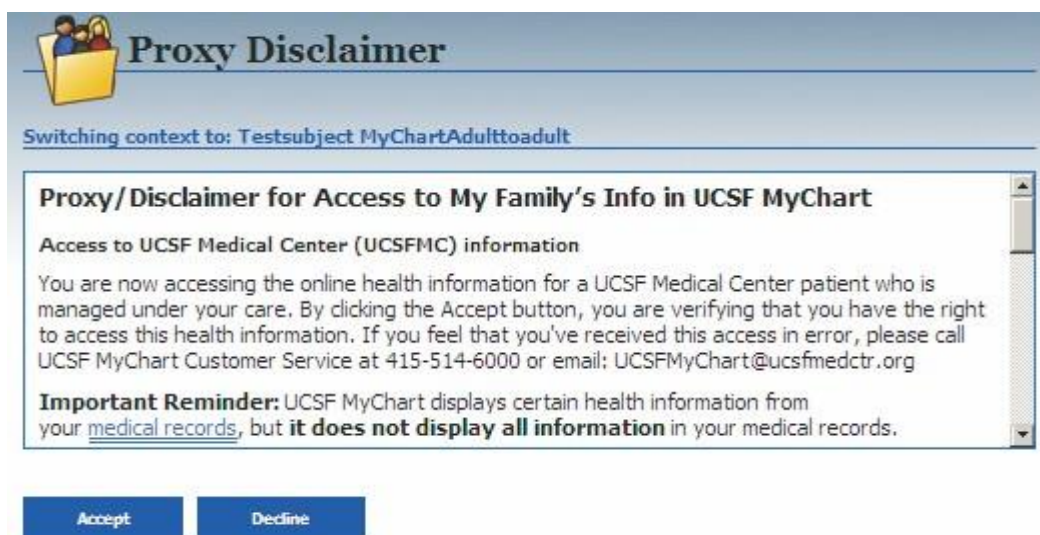 Proxy Disclaimer
Switching context to: Testsubject MyChartAdulttoadult
Proxy/Disclaimer for Access to My Family's Info in UCSF MyChart
Access to UCSF Medical Center (UCSFMC) information
You are now accessing the online health information for a UCSF Medical Center patient who is
managed under your care. By clicking the Accept button, you are verifying that you have the right
to access this health information. If you feel that you've received this access in error, please call
UCSF MyChart Customer Service at 415-514-6000 or email: UCSFMyChart@ucsfmedctr.org
Important Reminder: UCSF MyChart displays certain health information from
your medical records, but it does not display all information in your medical records.
Accept Decline